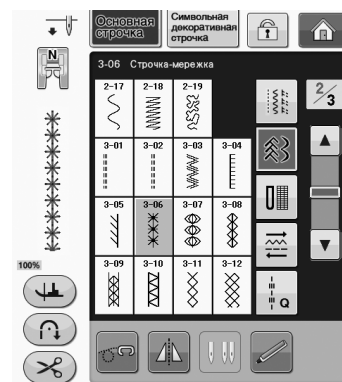 Основная
строчка
Символьная
декоративная
строчка
N
3-06 Строчка-мережка
2/3
2-17 2-18 2-19
3-01 3-02 3-03 3-04
3-05 3-06 3-07 3-08
3-09 3-10 3-11 3-12
100%
Q